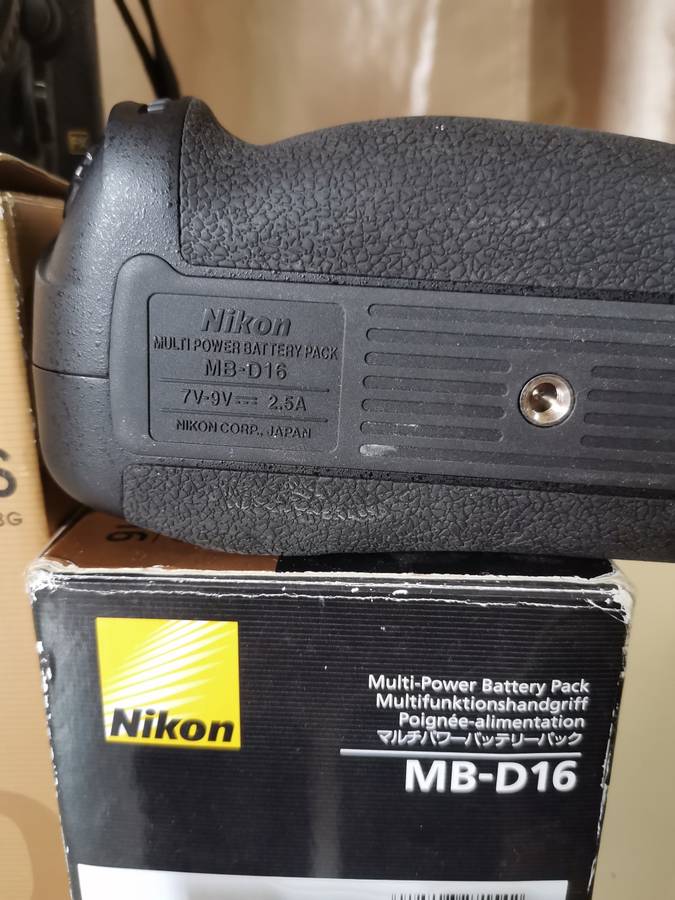 Nikon
MULTI POWER BATTERY PACK
MB-D16
7V-9V⎓ 2.5A
NIKON CORP., JAPAN
S
3G
16
Nikon
Multi-Power Battery Pack
Multifunktionshandgriff
Poignée-alimentation
マルチパワーバッテリーパック
MB-D16